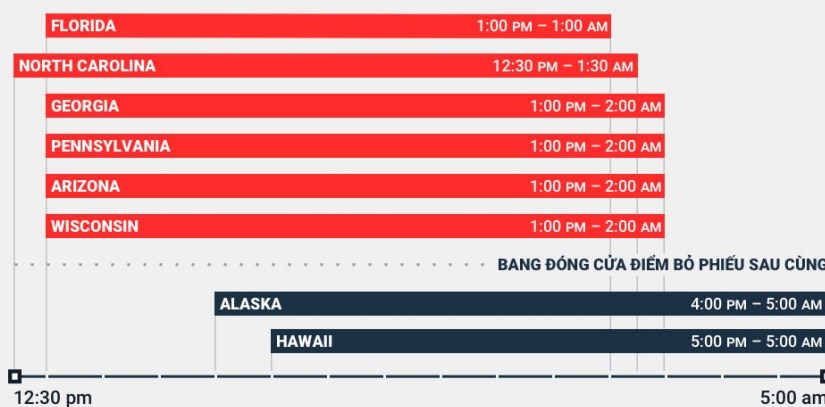 FLORIDA 1:00 PM – 1:00 AM
NORTH CAROLINA 12:30 PM – 1:30 AM
GEORGIA 1:00 PM – 2:00 AM
PENNSYLVANIA 1:00 PM – 2:00 AM
ARIZONA 1:00 PM – 2:00 AM
WISCONSIN 1:00 PM – 2:00 AM
BANG ĐÓNG CỬA ĐIỂM BỎ PHIẾU SAU CÙNG
ALASKA 4:00 PM – 5:00 AM
HAWAII 5:00 PM – 5:00 AM
12:30 pm 5:00 am